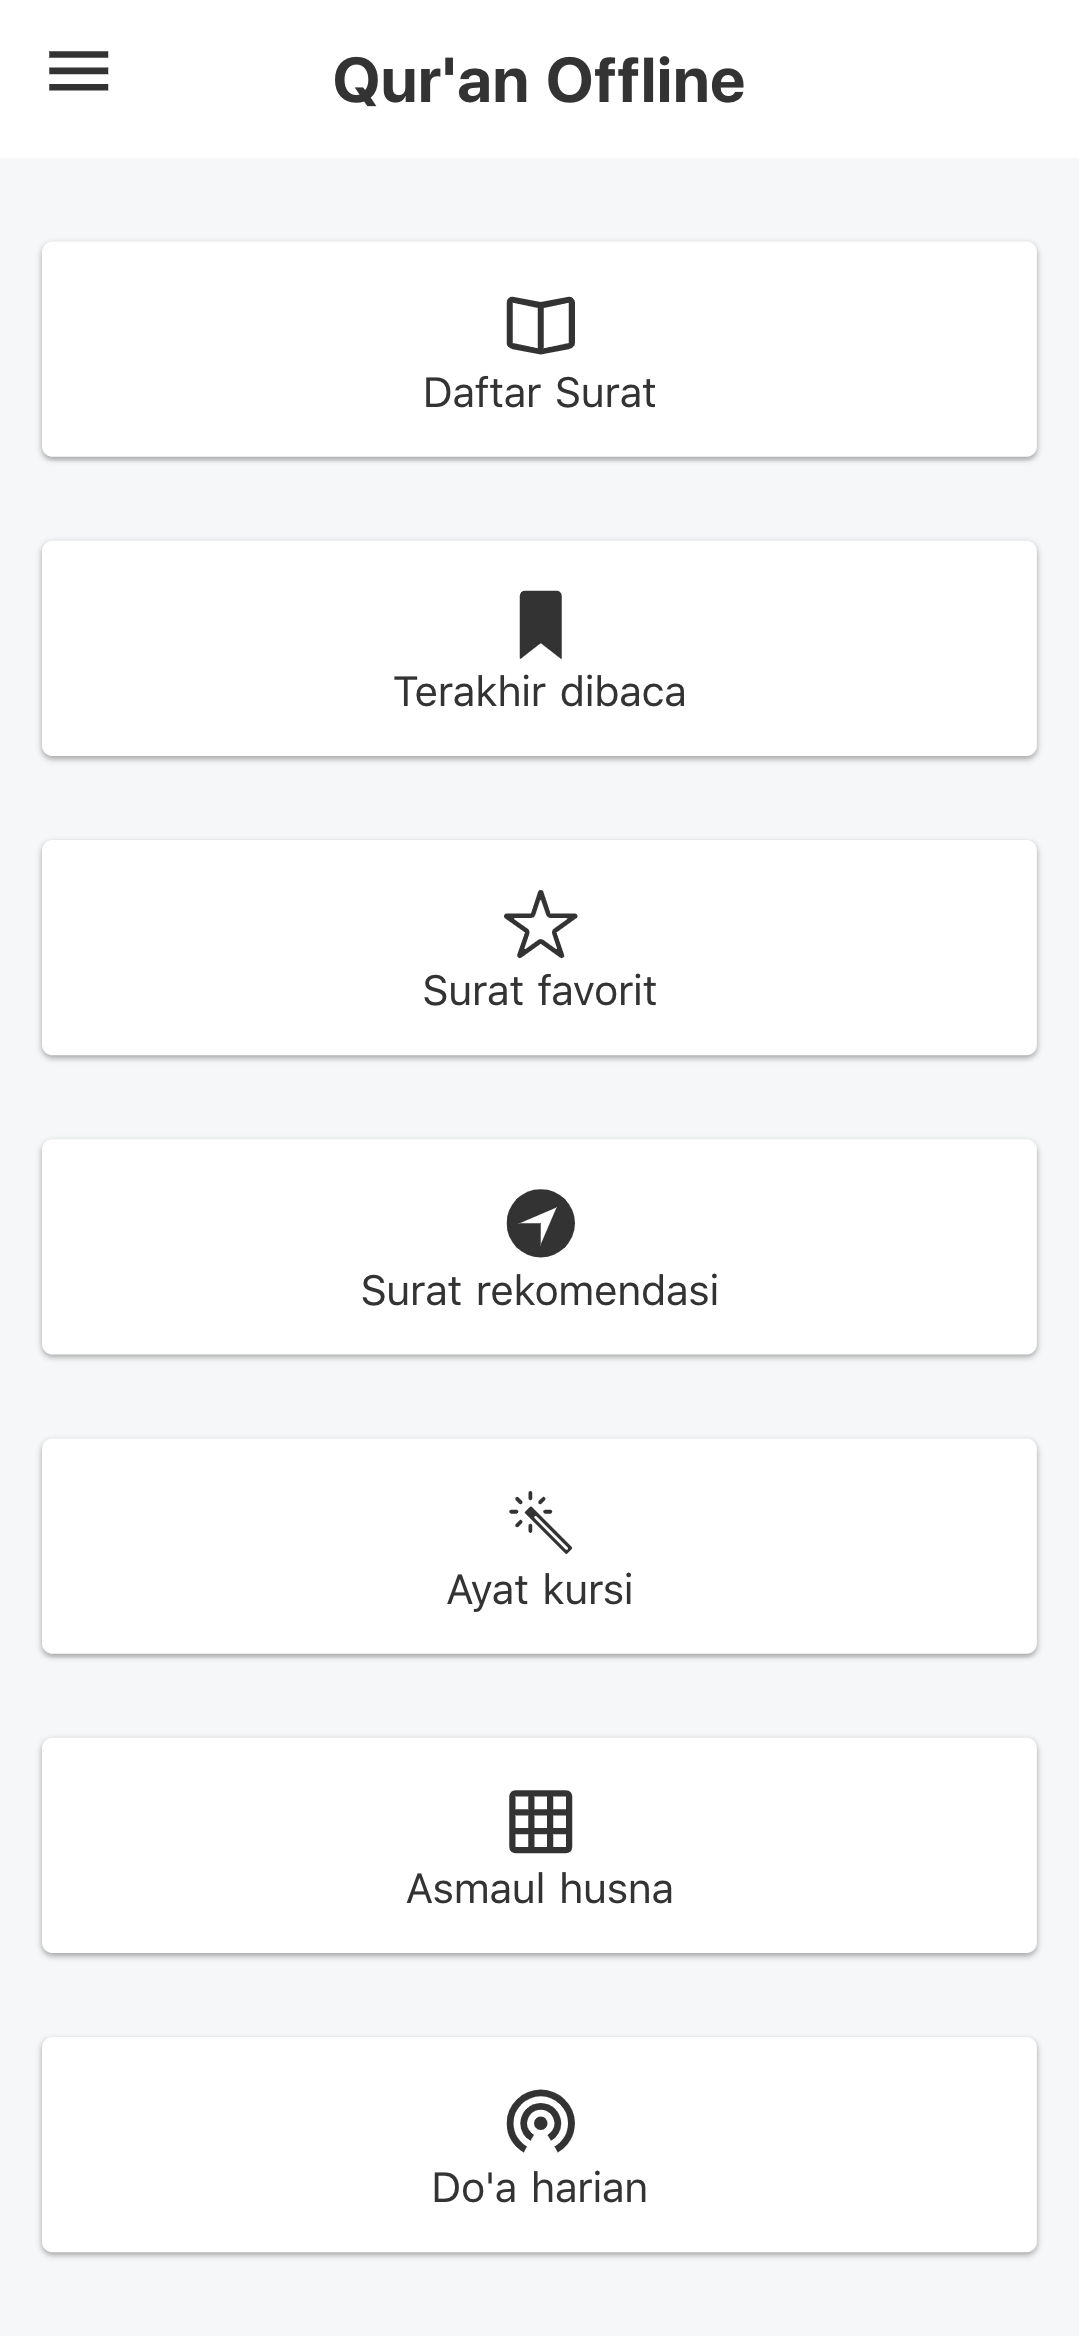 Qur'an Offline
Daftar Surat
Terakhir dibaca
Surat favorit
Surat rekomendasi
Ayat kursi
Asmaul husna
Do'a harian